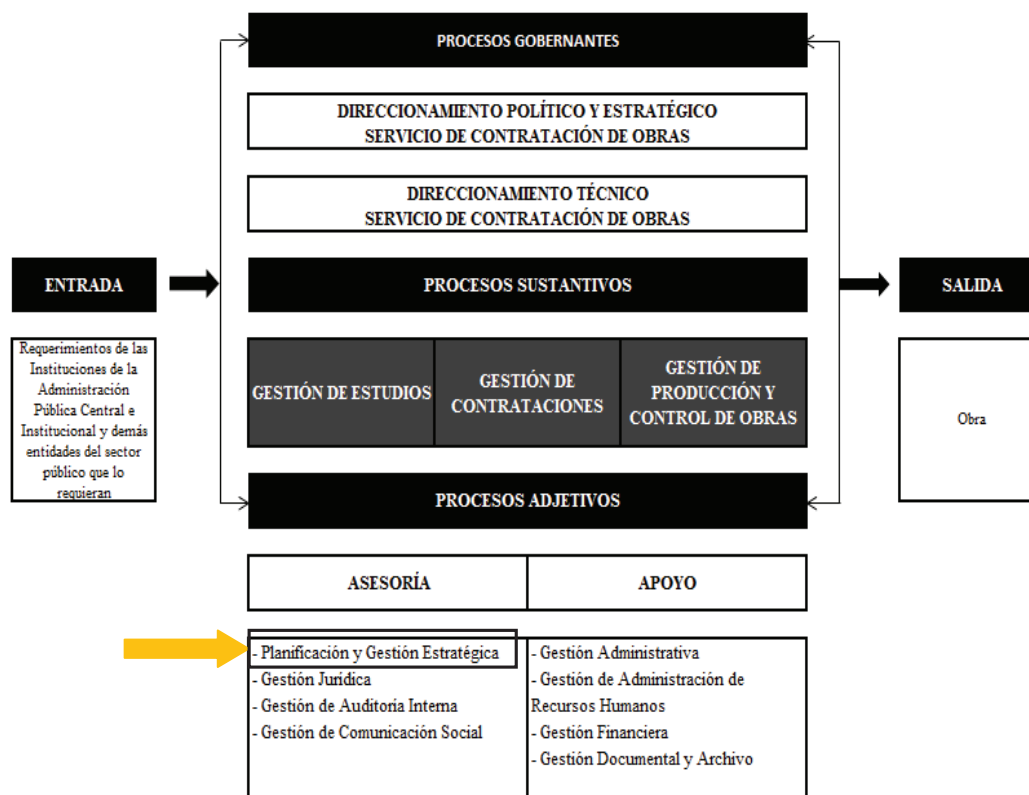 PROCESOS GOBERNANTES
DIRECCIONAMIENTO POLÍTICO Y ESTRATÉGICO
SERVICIO DE CONTRATACIÓN DE OBRAS
DIRECCIONAMIENTO TÉCNICO
SERVICIO DE CONTRATACIÓN DE OBRAS
ENTRADA
PROCESOS SUSTANTIVOS
SALIDA
Requerimientos de las
Instituciones de la
Administración
Pública Central e
Institucional y demás
entidades del sector
público que lo
requieran
GESTIÓN DE ESTUDIOS
GESTIÓN DE
CONTRATACIONES
GESTIÓN DE
PRODUCCIÓN Y
CONTROL DE OBRAS
Obra
PROCESOS ADJETIVOS
ASESORÍA
APOYO
- Planificación y Gestión Estratégica
- Gestión Jurídica
- Gestión de Auditoría Interna
- Gestión de Comunicación Social
- Gestión Administrativa
- Gestión de Administración de
Recursos Humanos
- Gestión Financiera
- Gestión Documental y Archivo